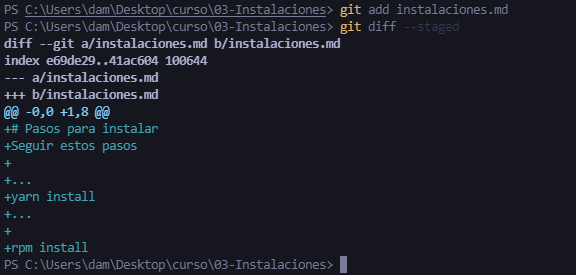 PS C:\Users\dam\Desktop\curso\03-Instalaciones> git add instalaciones.md
PS C:\Users\dam\Desktop\curso\03-Instalaciones> git diff --staged
diff --git a/instalaciones.md b/instalaciones.md
index e69de29..41ac604 100644
--- a/instalaciones.md
+++ b/instalaciones.md
@@ -0,0 +1,8 @@
+# Pasos para instalar
+Seguir estos pasos
+
+...
+yarn install
+...
+
+rpm install
PS C:\Users\dam\Desktop\curso\03-Instalaciones>